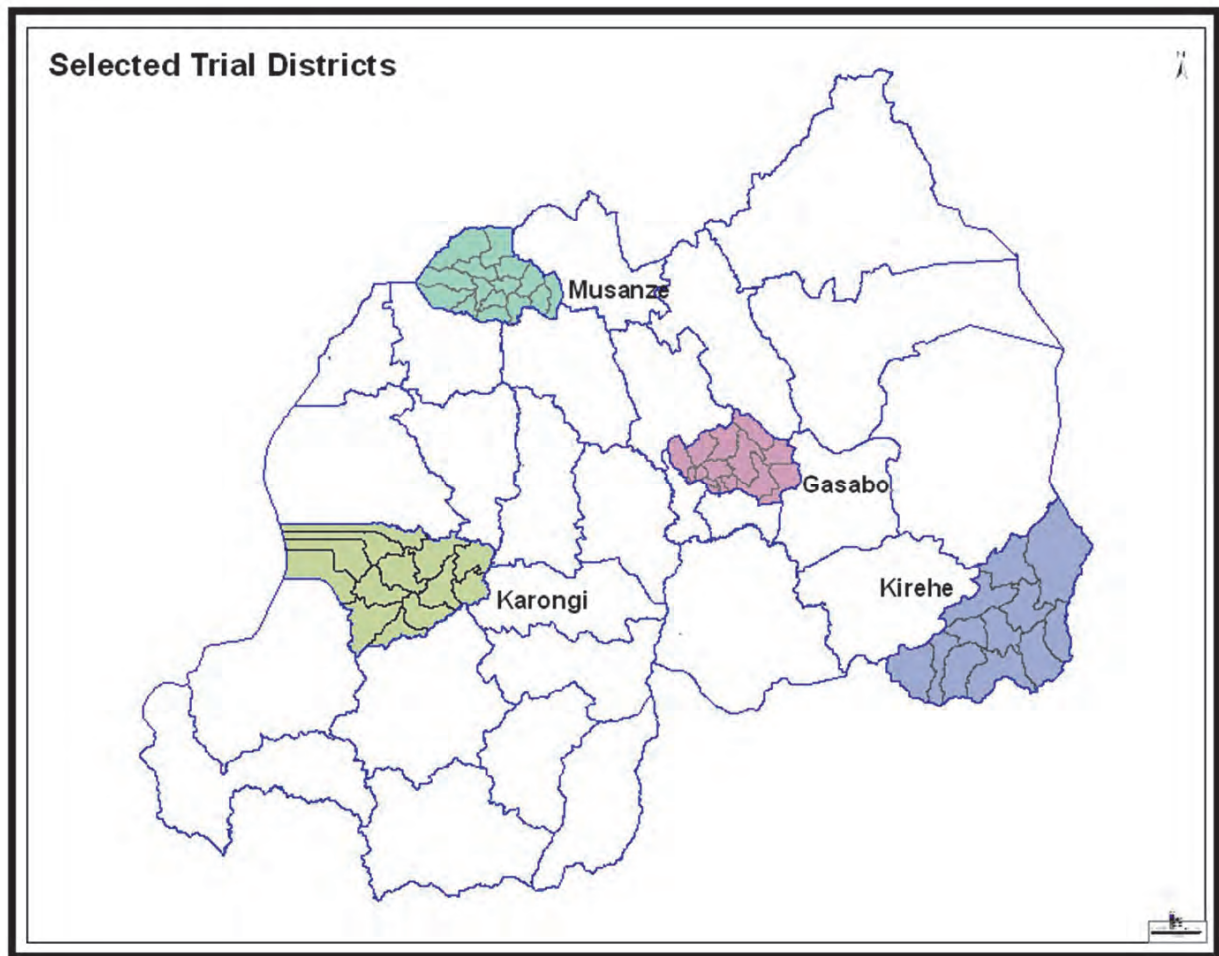 Selected Trial Districts
N
Musanze
Gasabo
Kirehe
Karongi